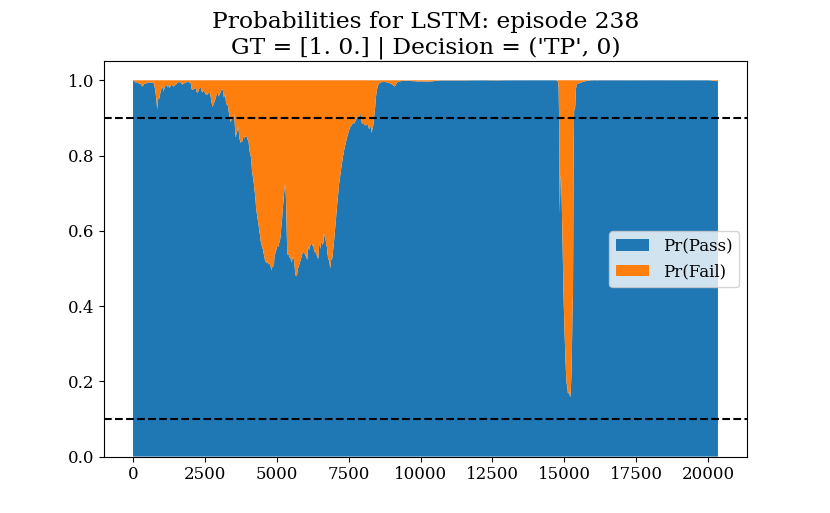 Probabilities for LSTM: episode 238
GT = [1. 0.] | Decision = ('TP', 0)
1.0
0.8
0.6
0.4
0.2
0.0
Pr(Pass)
Pr(Fail)
0 2500 5000 7500 10000 12500 15000 17500 20000